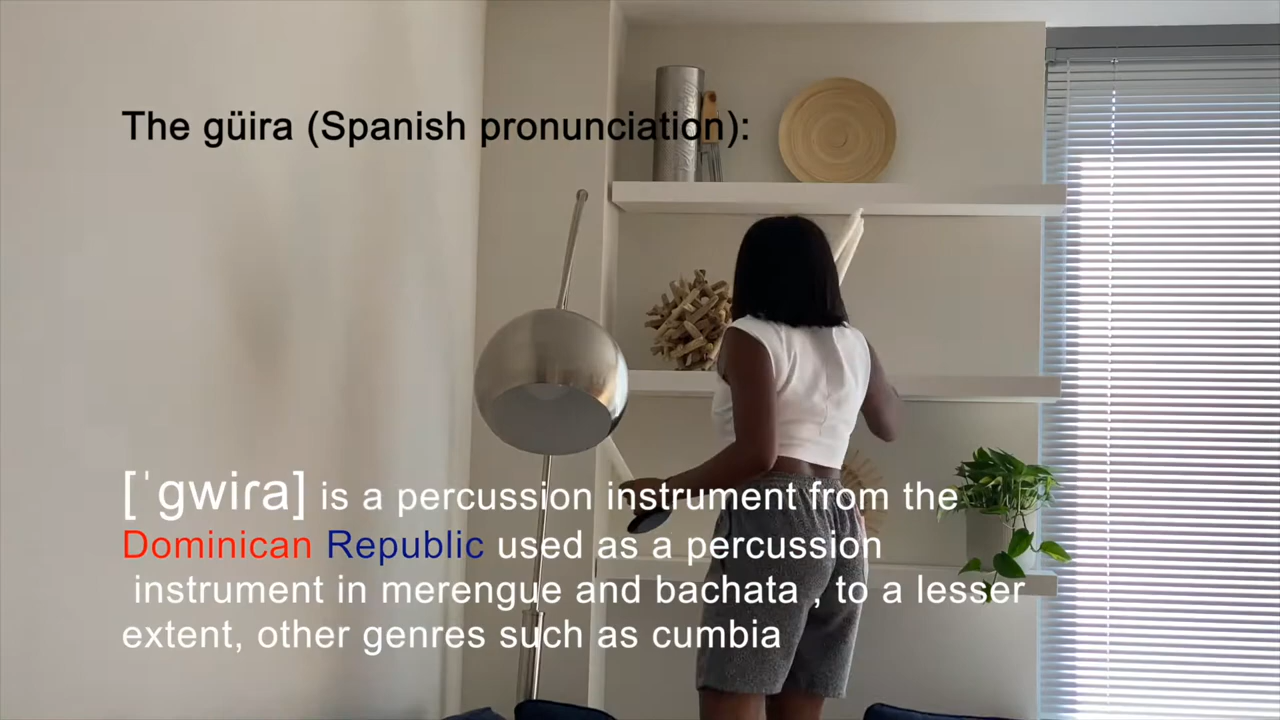 The güira (Spanish pronunciation):
[ˈgwiɾa] is a percussion instrument from the
Dominican Republic used as a percussion
instrument in merengue and bachata , to a lesser
extent, other genres such as cumbia